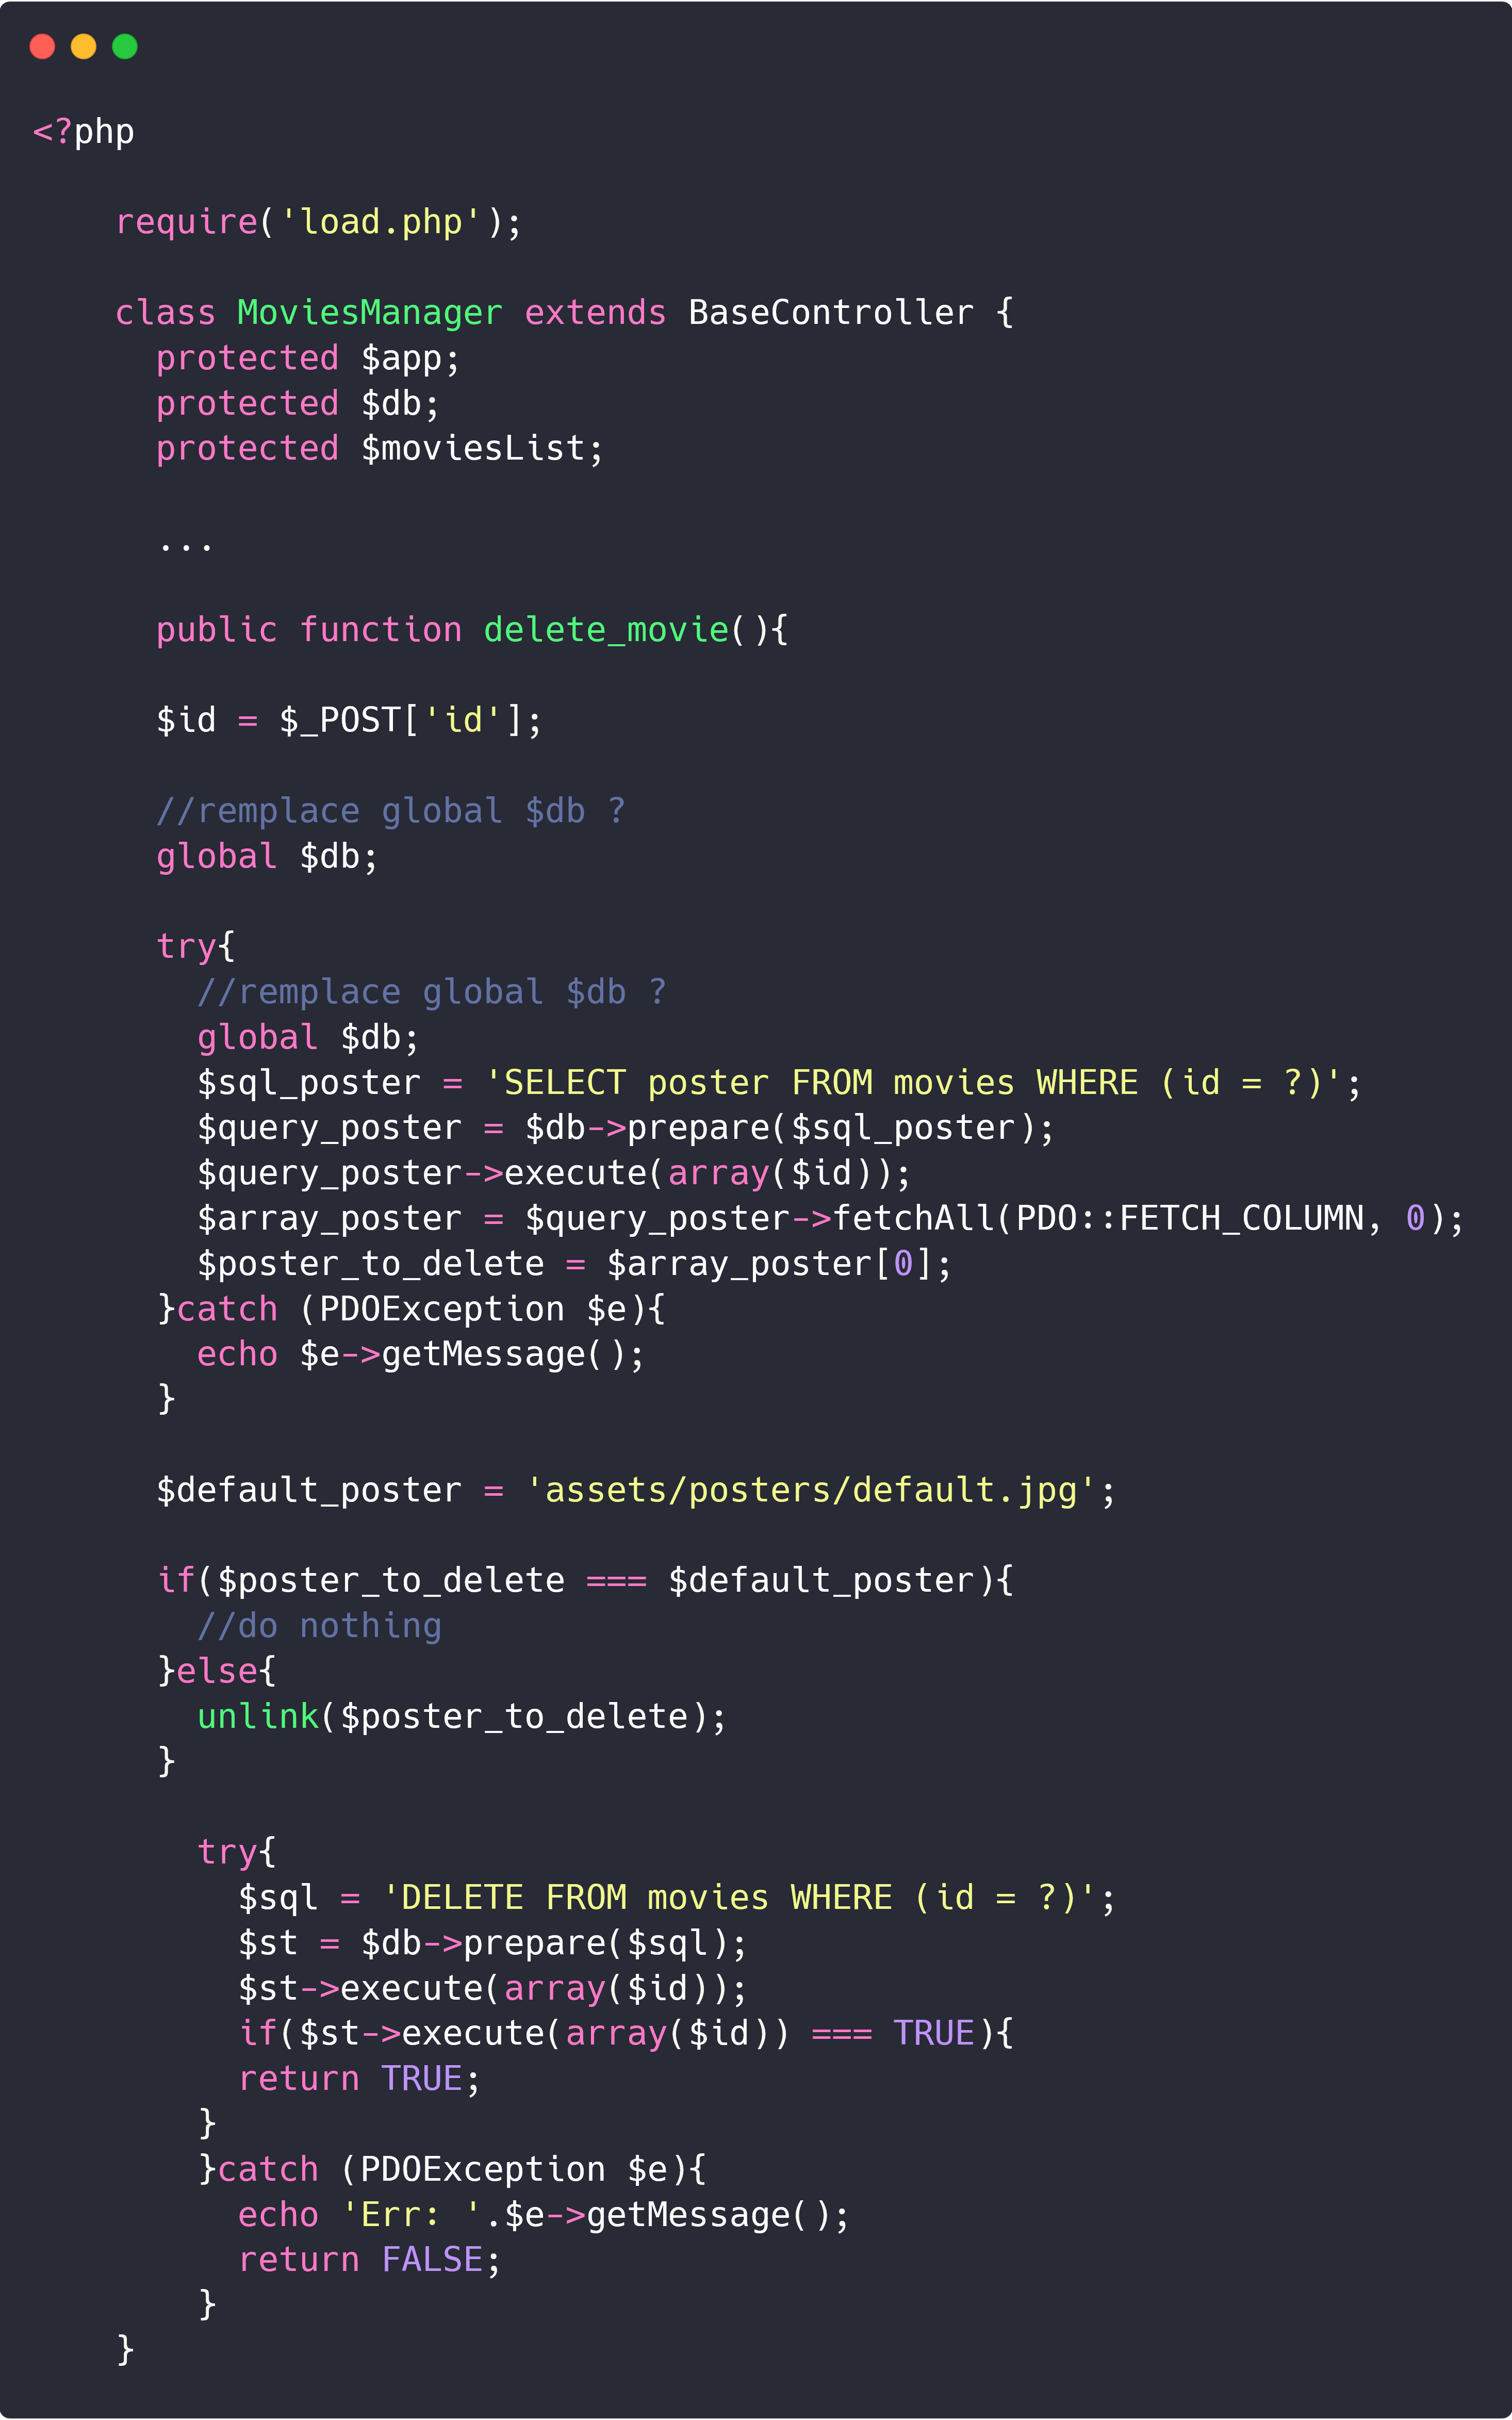 <?php
require('load.php');
class MoviesManager extends BaseController {
protected $app;
protected $db;
protected $moviesList;
...
public function delete_movie(){
$id = $_POST['id'];
//remplace global $db ?
global $db;
try{
//remplace global $db ?
global $db;
$sql_poster = 'SELECT poster FROM movies WHERE (id = ?)';
$query_poster = $db->prepare($sql_poster);
$query_poster->execute(array($id));
$array_poster = $query_poster->fetchAll(PDO::FETCH_COLUMN, 0);
$poster_to_delete = $array_poster[0];
}catch (PDOException $e){
echo $e->getMessage();
}
$default_poster = 'assets/posters/default.jpg';
if($poster_to_delete === $default_poster){
//do nothing
}else{
unlink($poster_to_delete);
}
try{
$sql = 'DELETE FROM movies WHERE (id = ?)';
$st = $db->prepare($sql);
$st->execute(array($id));
if($st->execute(array($id)) === TRUE){
return TRUE;
}
}catch (PDOException $e){
echo 'Err: '.$e->getMessage();
return FALSE;
}
}